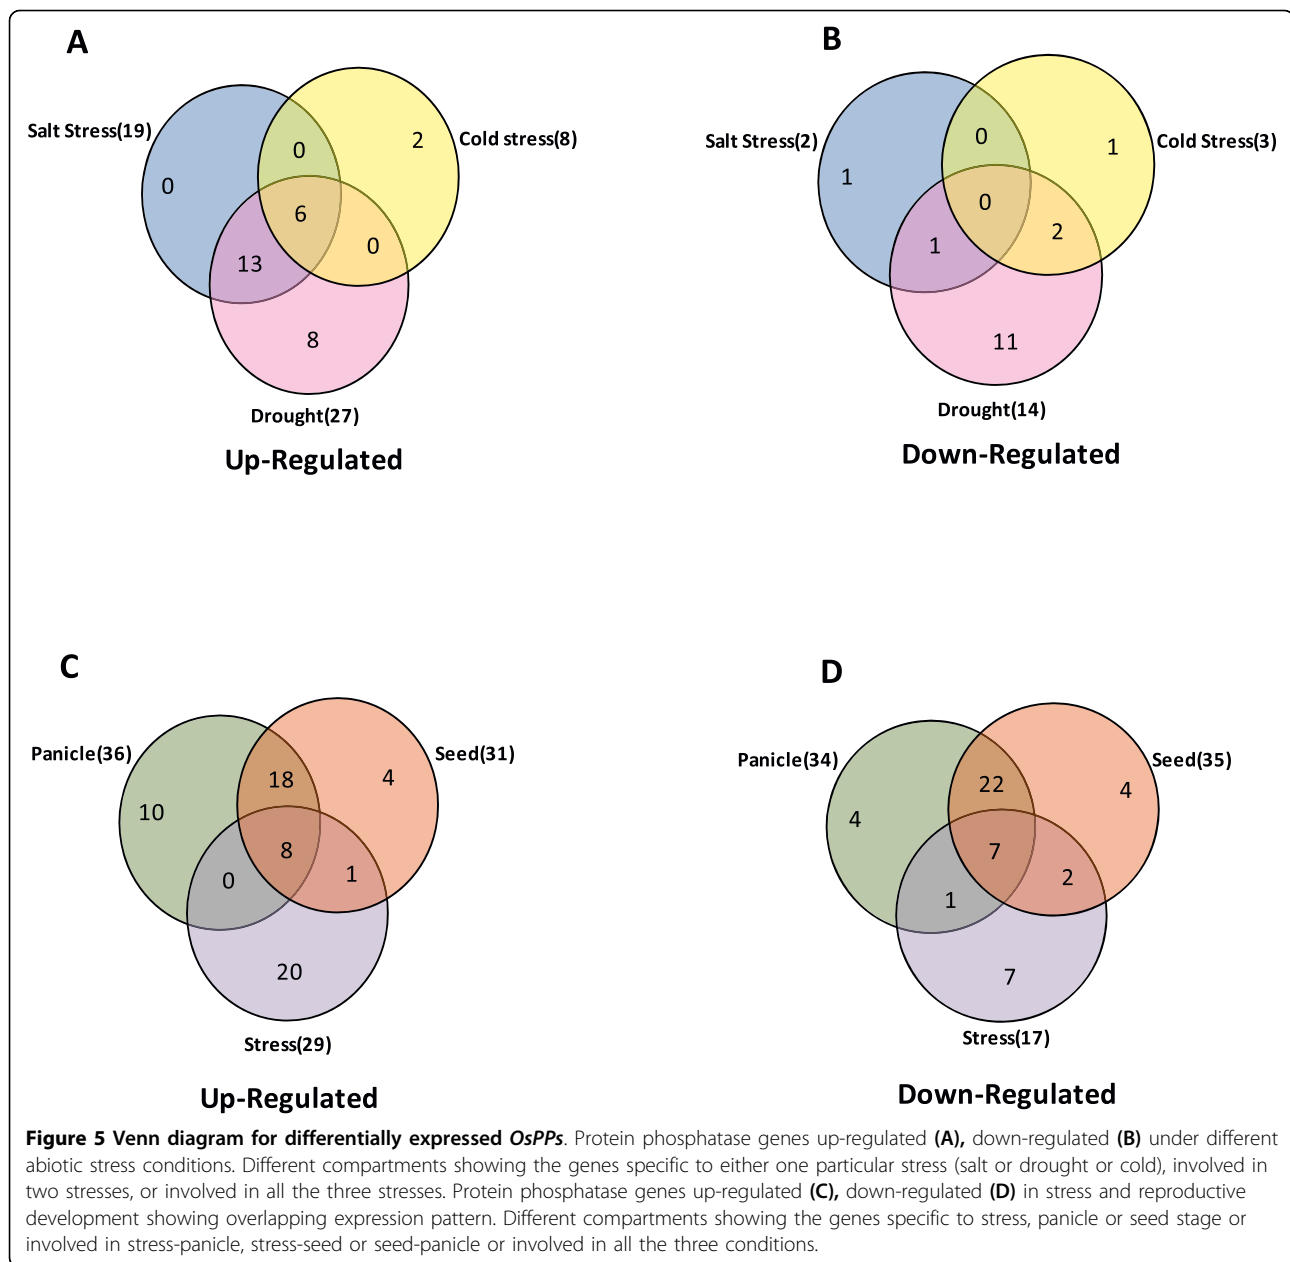 A
Salt Stress(19)
Cold stress(8)
0
2
0
6
0
13
8
Drought(27)
Up-Regulated
B
Salt Stress(2)
Cold Stress(3)
0
1
1
0
2
1
11
Drought(14)
Down-Regulated
C
Panicle(36)
Seed(31)
18
4
10
8
1
0
20
Stress(29)
Up-Regulated
D
Panicle(34)
Seed(35)
22
4
4
7
2
1
7
Stress(17)
Down-Regulated
Figure 5 Venn diagram for differentially expressed OsPPs. Protein phosphatase genes up-regulated (A), down-regulated (B) under different
abiotic stress conditions. Different compartments showing the genes specific to either one particular stress (salt or drought or cold), involved in
two stresses, or involved in all the three stresses. Protein phosphatase genes up-regulated (C), down-regulated (D) in stress and reproductive
development showing overlapping expression pattern. Different compartments showing the genes specific to stress, panicle or seed stage or
involved in stress-panicle, stress-seed or seed-panicle or involved in all the three conditions.